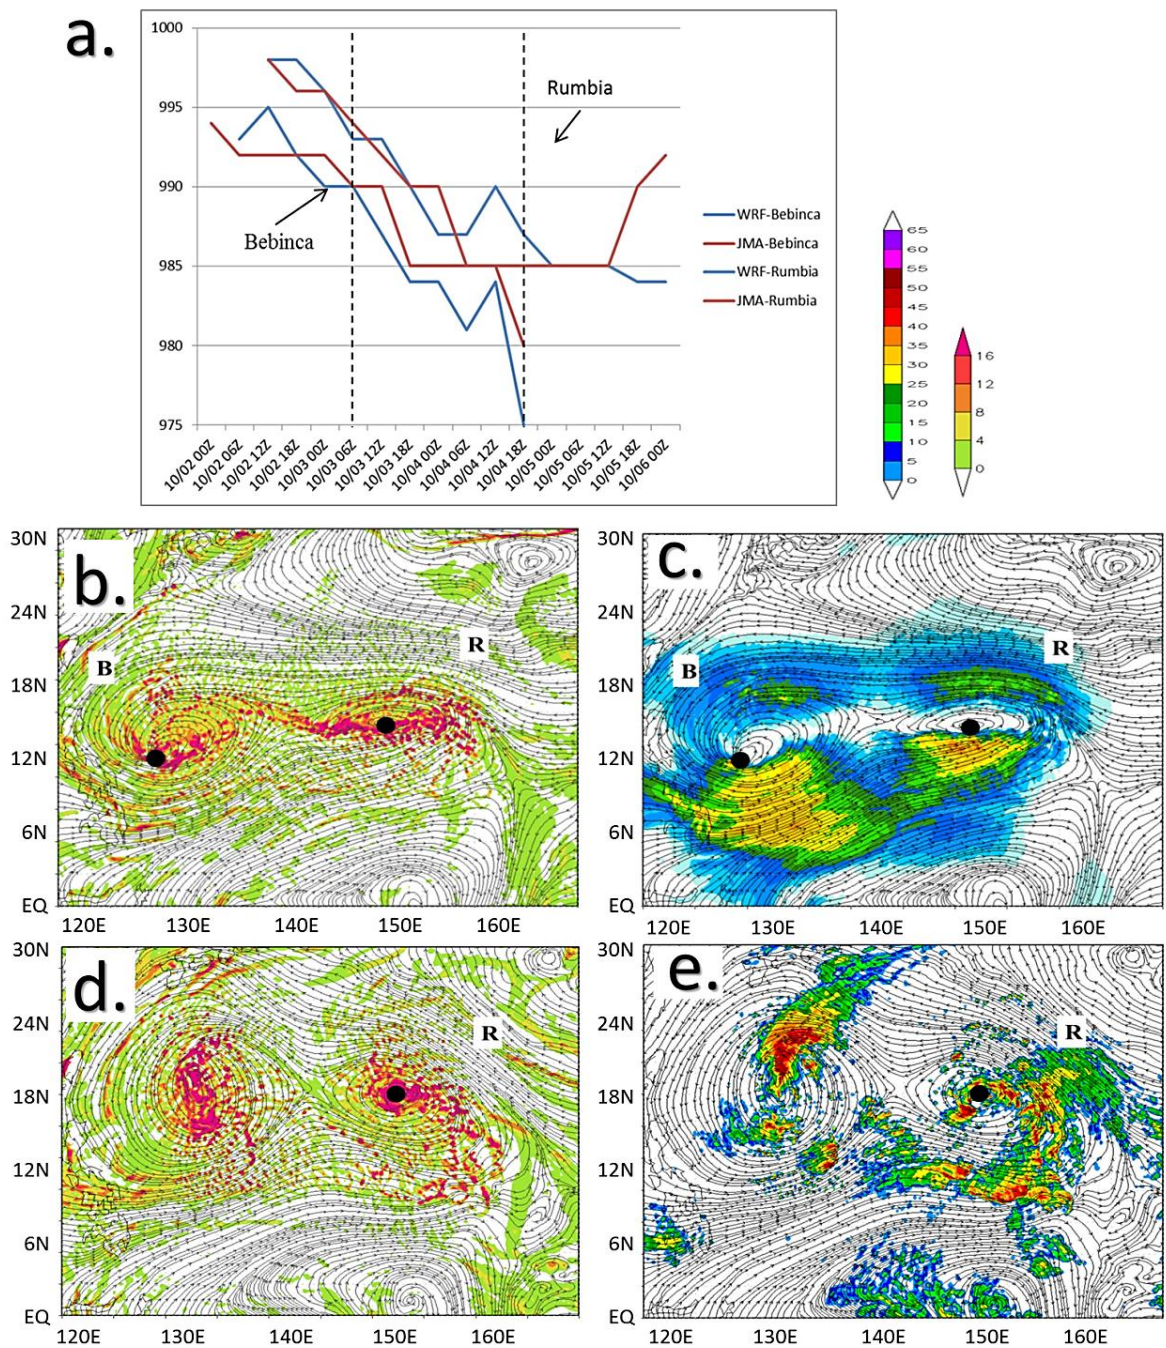 a.
1000
995
990
985
980
975
Rumbia
Bebinca
10/02 00Z
10/02 06Z
10/02 12Z
10/02 18Z
10/03 00Z
10/03 06Z
10/03 12Z
10/03 18Z
10/04 00Z
10/04 06Z
10/04 12Z
10/04 18Z
10/05 00Z
10/05 06Z
10/05 12Z
10/05 18Z
10/06 00Z
WRF-Bebinca
JMA-Bebinca
WRF-Rumbia
JMA-Rumbia
65
60
55
50
45
40
35
30
25
20
15
10
5
0
16
12
8
4
0
b.
30N
24N
18N
12N
6N
EQ
B
R
120E 130E 140E 150E 160E
c.
30N
24N
18N
12N
6N
EQ
B
R
120E 130E 140E 150E 160E
d.
30N
24N
18N
12N
6N
EQ
R
120E 130E 140E 150E 160E
e.
30N
24N
18N
12N
6N
EQ
R
120E 130E 140E 150E 160E